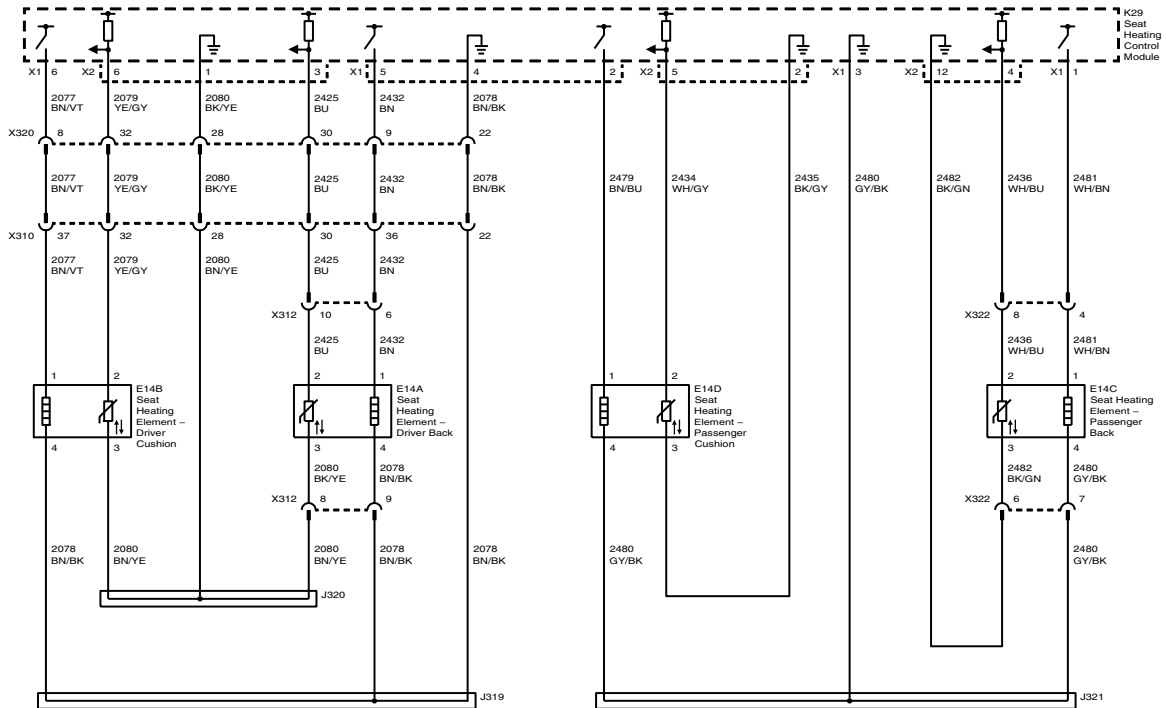 K29
Seat
Heating
Control
Module
X1 6 X2 6 1 3 X1 5 4 2 X2 5 2 X1 3 X2 12 4 X1 1
2077 2079 2080 2425 2432 2078
BN/VT YE/GY BK/YE BU BN BN/BK
X320 8 32 28 30 9 22
2077 2079 2080 2425 2432 2078 2479 2434 2435 2480 2482 2436 2481
BN/VT YE/GY BK/YE BU BN BN/BK BN/BU WH/GY BK/GY GY/BK BK/GN WH/BU WH/BN
X310 37 32 28 30 36 22
2077 2079 2080 2425 2432
BN/VT YE/GY BN/YE BU BN
X312 10 6 X322 8 4
2425 2432 2436 2481
BU BN WH/BU WH/BN
1 2 2 1 1 2 2 1
E14B
Seat
Heating
Element –
Driver
Cushion
E14A
Seat
Heating
Element –
Driver Back
E14D
Seat
Heating
Element –
Passenger
Cushion
E14C
Seat Heating
Element –
Passenger
Back
4 3 3 4 4 3 3 4
2080 2078 2482 2480
BK/YE BN/BK BK/GN GY/BK
X312 8 9 X322 6 7
2078 2080 2080 2078 2078 2480 2480
BN/BK BN/YE BN/YE BN/BK BN/BK GY/BK GY/BK
J320
J319 J321